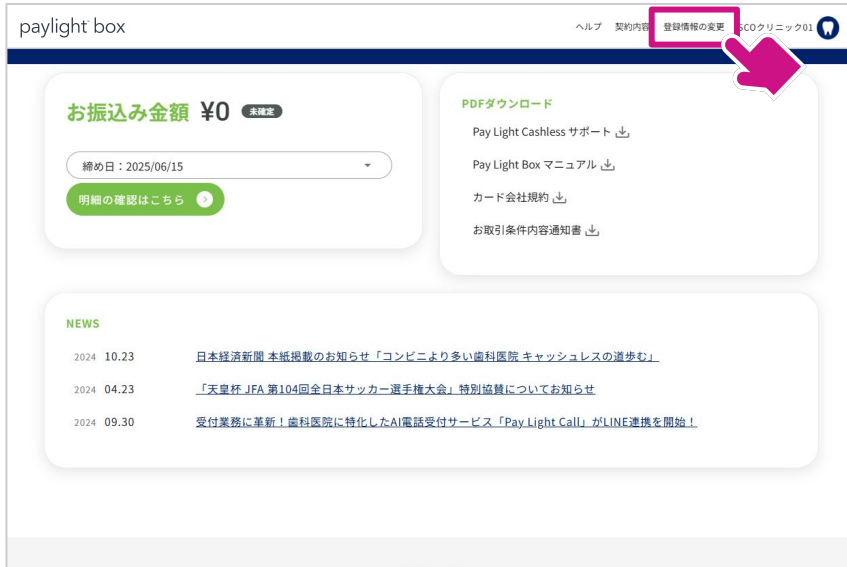 paylight box
ヘルプ 契約内容 登録情報の変更 SCOクリニック01
お振込み金額 ¥0 未確定
締め日：2025/06/15
明細の確認はこちら
PDFダウンロード
Pay Light Cashless サポート
Pay Light Box マニュアル
カード会社規約
お取引条件内容通知書
NEWS
2024 10.23 日本経済新聞 本紙掲載のお知らせ「コンビニより多い歯科医院 キャッシュレスの道歩む」
2024 04.23 「天皇杯 JFA 第104回全日本サッカー選手権大会」特別協賛についてお知らせ
2024 09.30 受付業務に革新！歯科医院に特化したAI電話受付サービス「Pay Light Call」がLINE連携を開始！